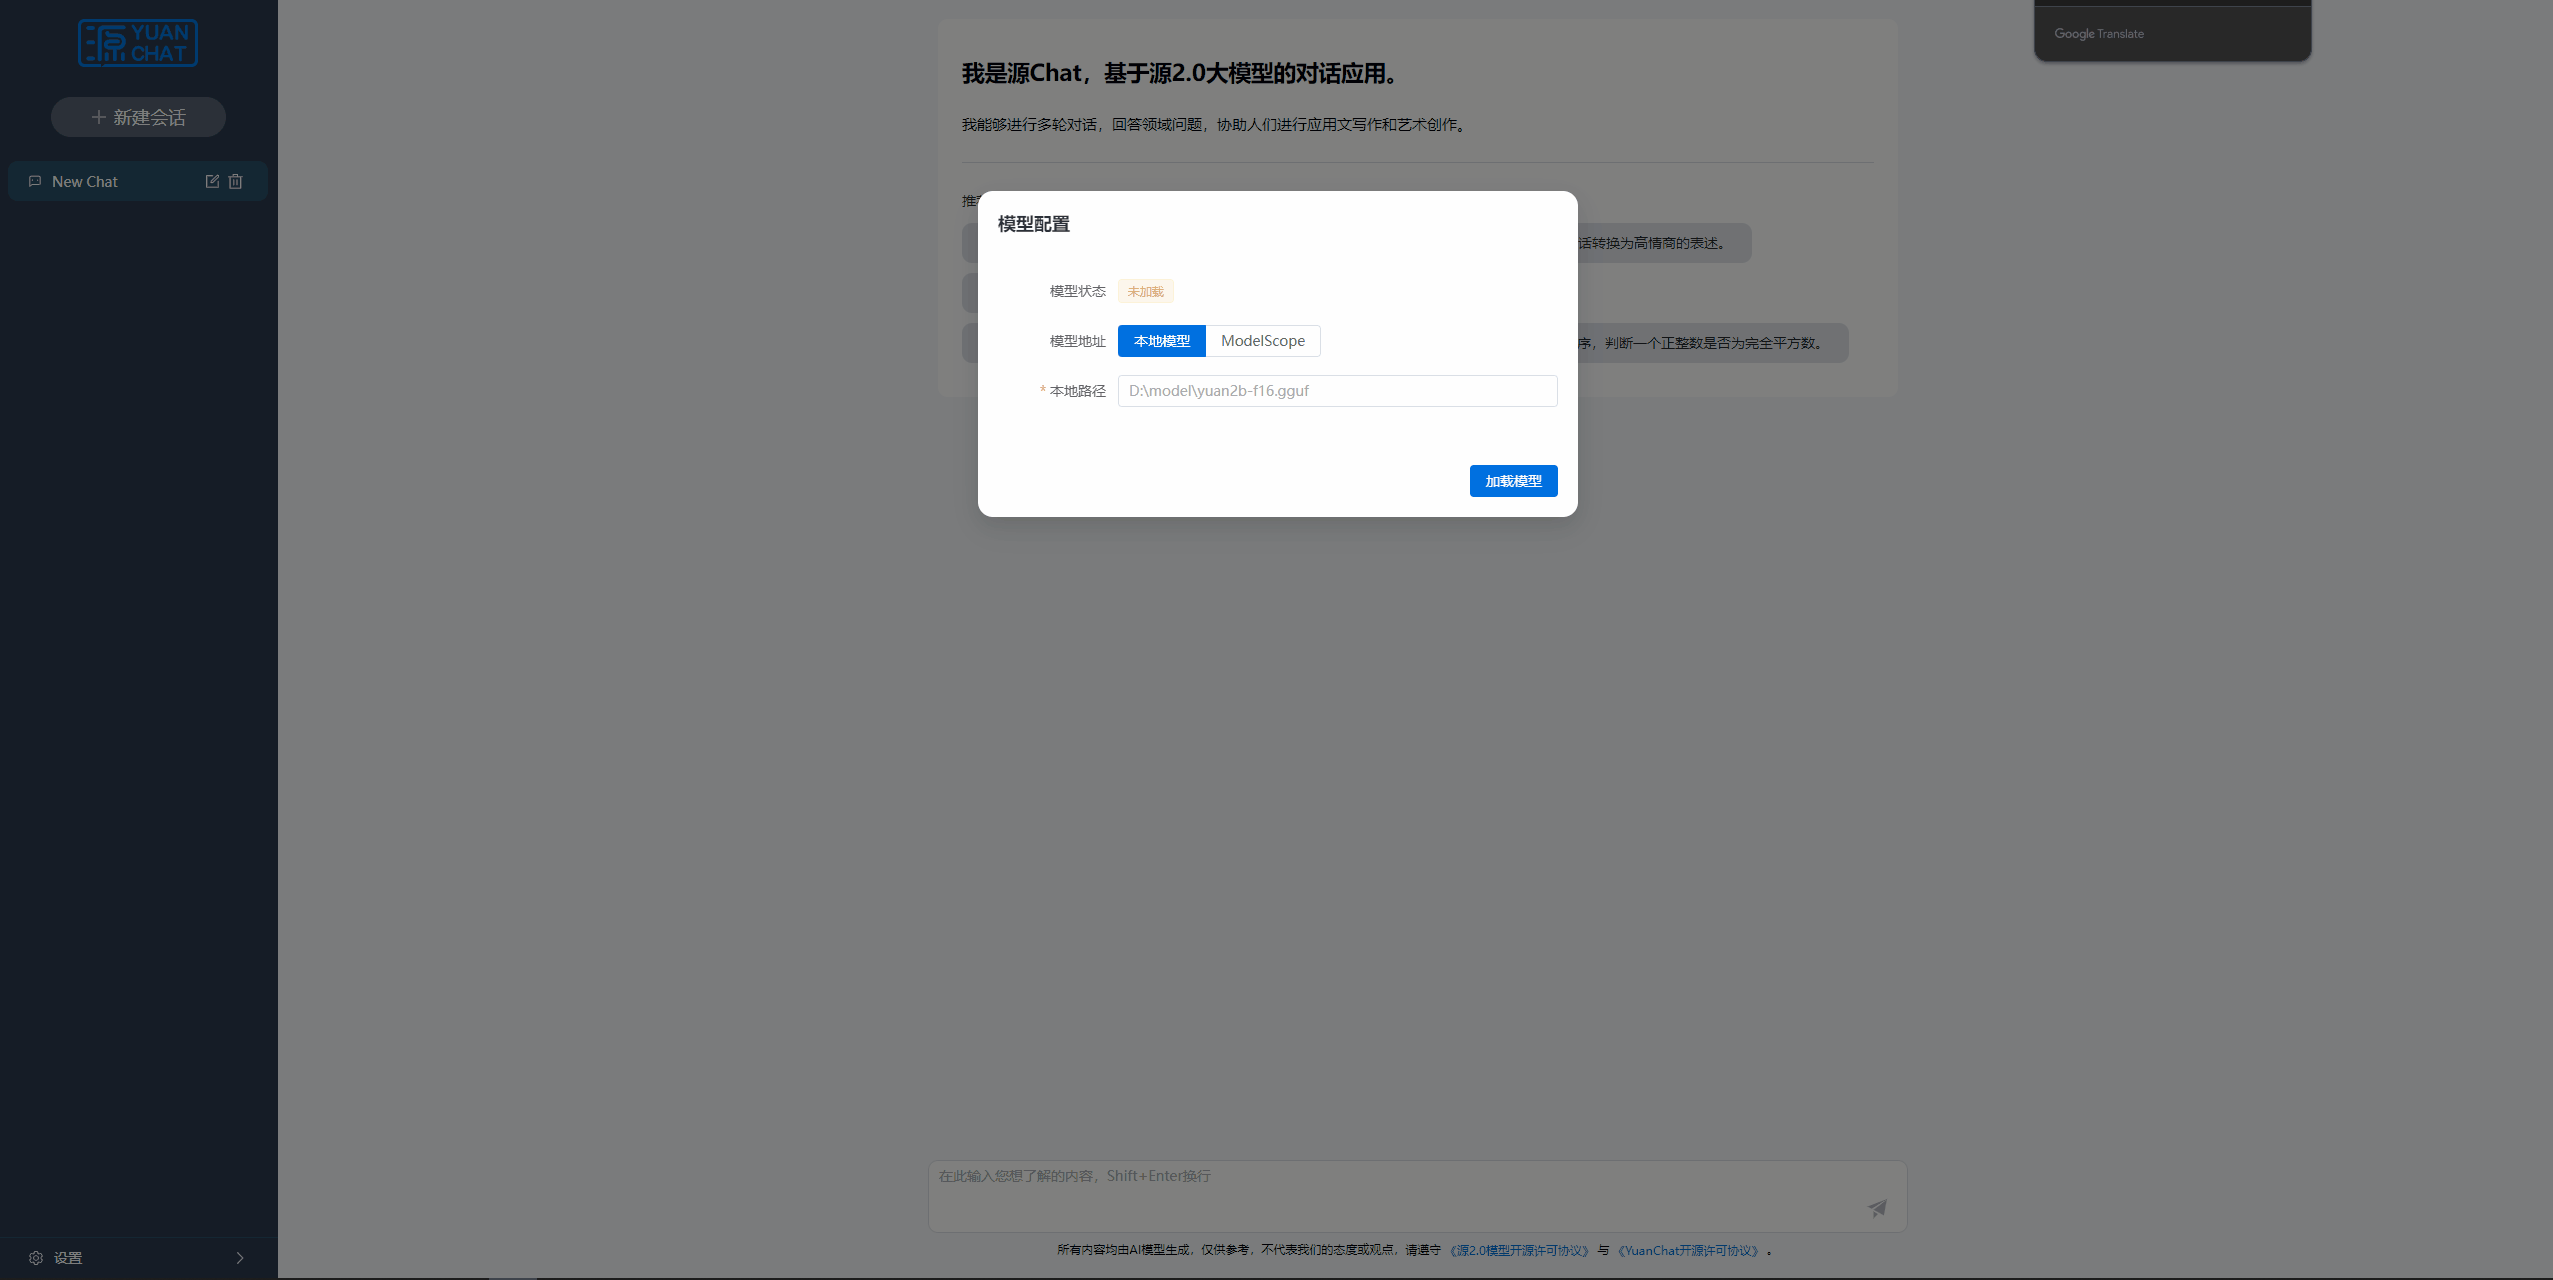 源 YUAN
CHAT
+ 新建会话
New Chat
设置
Google Translate
我是源Chat，基于源2.0大模型的对话应用。
我能够进行多轮对话，回答领域问题，协助人们进行应用文写作和艺术创作。
推
话转换为高情商的表述。
序，判断一个正整数是否为完全平方数。
模型配置
模型状态 未加载
模型地址 本地模型 ModelScope
* 本地路径 D:\model\yuan2b-f16.gguf
加载模型
在此输入您想了解的内容，Shift+Enter换行
所有内容均由AI模型生成，仅供参考，不代表我们的态度或观点，请遵守 《源2.0模型开源许可协议》 与 《YuanChat开源许可协议》 。